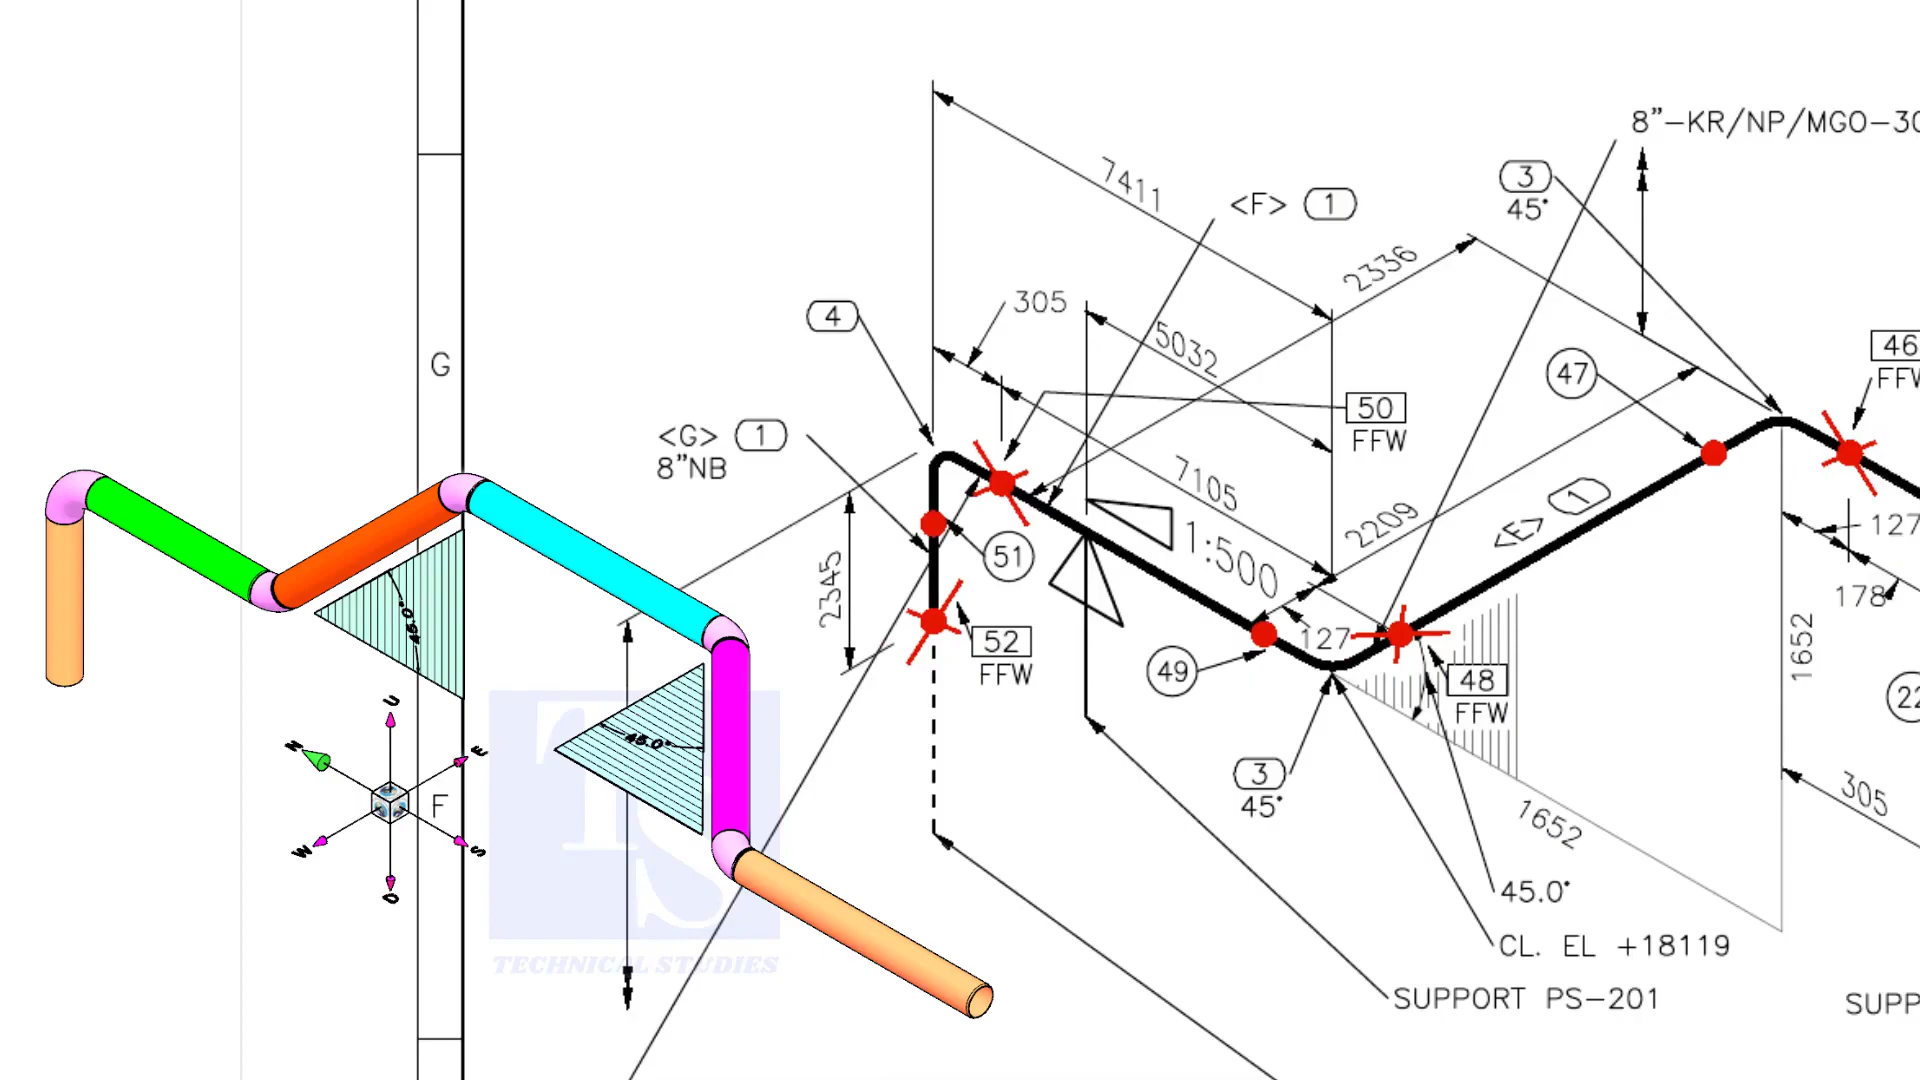 8”-KR/NP/MGO-30
3
45°
7411
<F> 1
2336
305
4
5032
46
FFW
47
50
FFW
G
<G> 1
8”NB
7105
2209
<E> 1
127
1:500
51
2345
178
45.0°
52
FFW
127
1652
49
48
FFW
22
U
N
E
45.0°
3
45°
F
305
1652
W
S
D
45.0°
CL. EL +18119
TS
TECHNICAL STUDIES
SUPPORT PS-201
SUPP